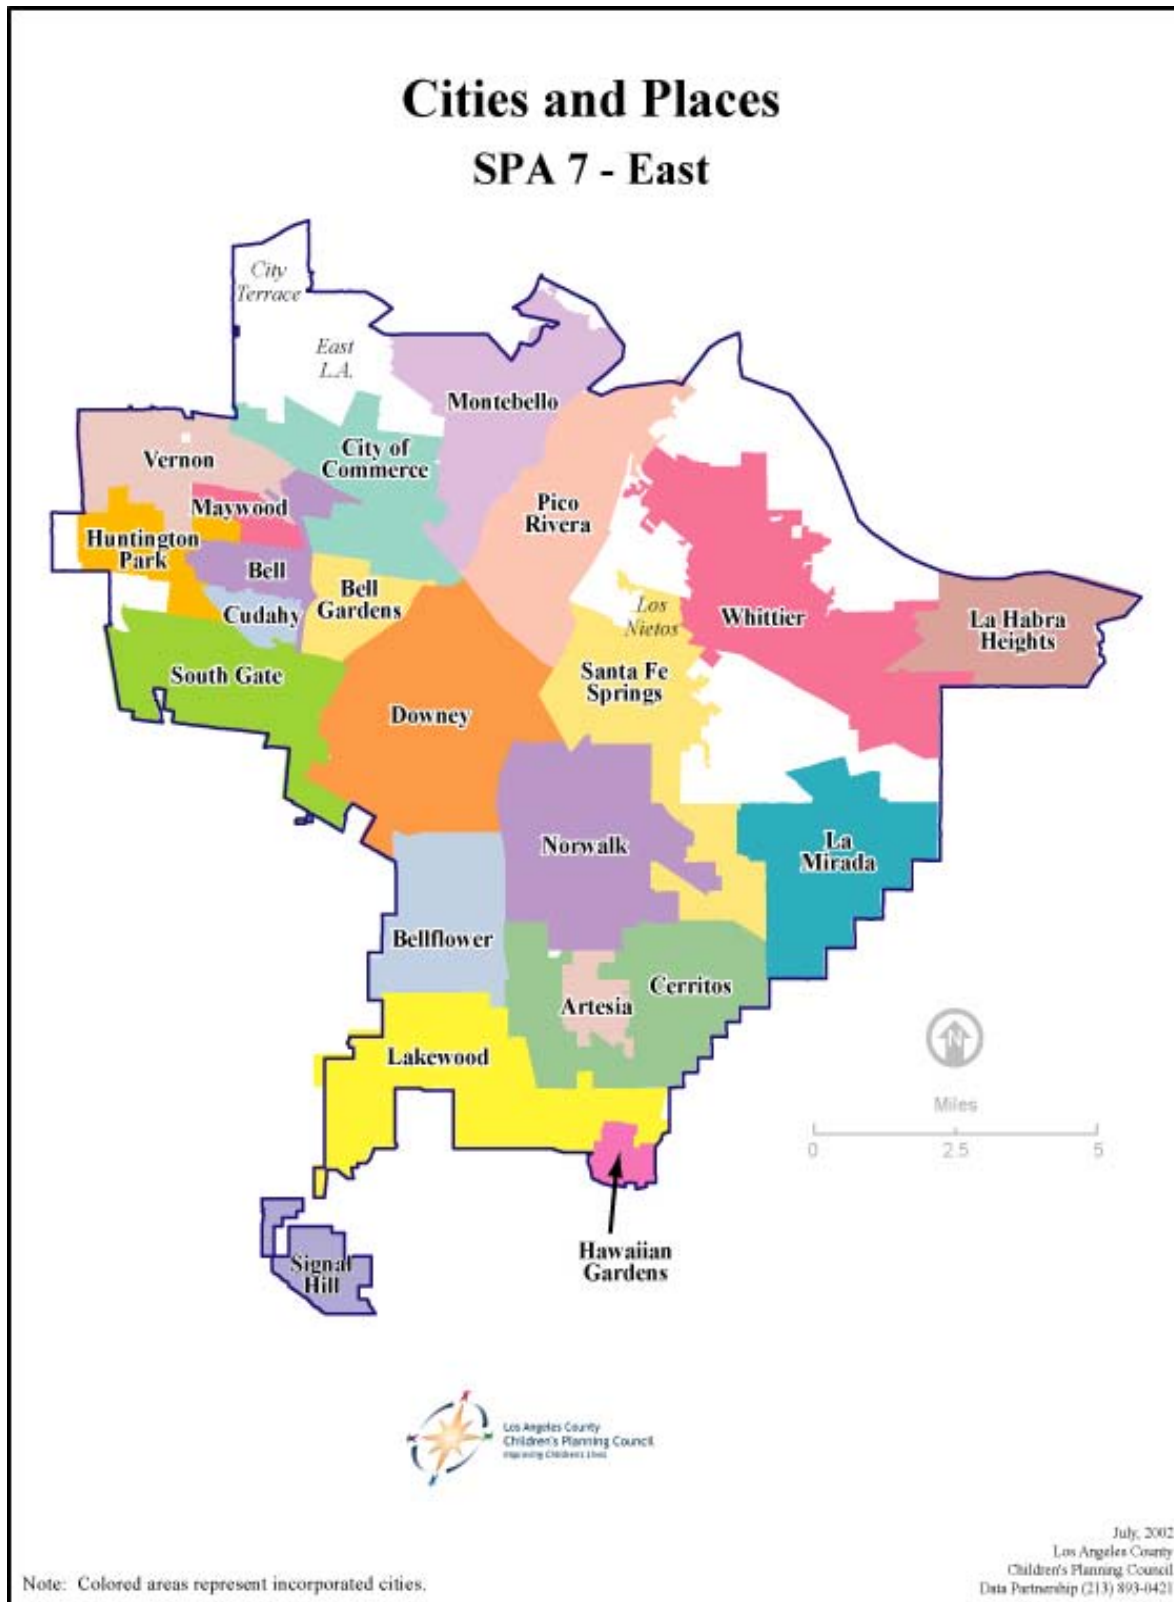 Cities and Places
SPA 7 - East
City
Terrace
East
L.A.
Montebello
City of
Commerce
Vernon
Maywood
Pico
Rivera
Huntington
Park
Bell
Bell
Gardens
Cudahy
Los
Nietos
Whittier
La Habra
Heights
South Gate
Santa Fe
Springs
Downey
Norwalk
La
Mirada
Bellflower
Cerritos
Artesia
Lakewood
N
Miles
0 2.5 5
Hawaiian
Gardens
Signal
Hill
Los Angeles County
Children's Planning Council
Improving Children's Lives
July, 2002
Los Angeles County
Children's Planning Council
Data Partnership (213) 893-0421
Note: Colored areas represent incorporated cities.